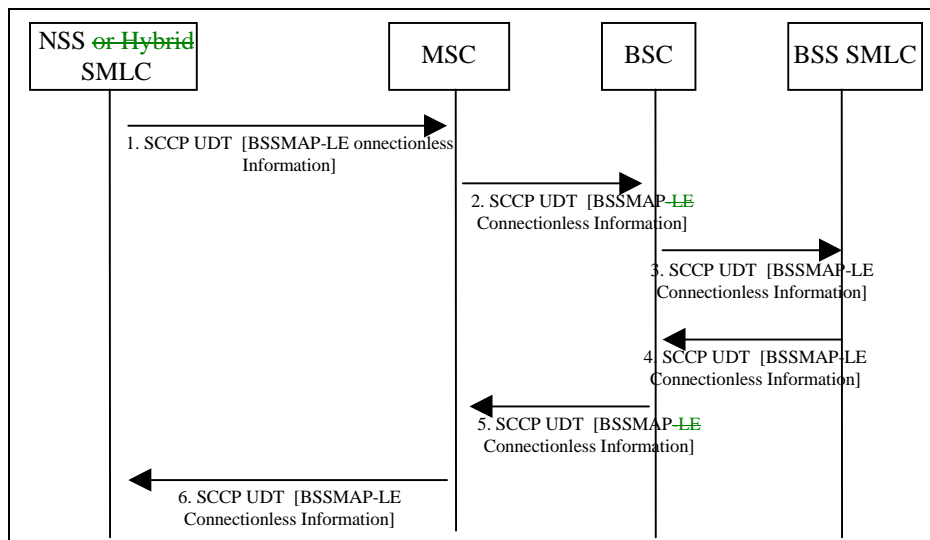 NSS or Hybrid
SMLC
MSC
BSC
BSS SMLC
1. SCCP UDT [BSSMAP-LE onnectionless
Information]
2. SCCP UDT [BSSMAP-LE
Connectionless Information]
3. SCCP UDT [BSSMAP-LE
Connectionless Information]
4. SCCP UDT [BSSMAP-LE
Connectionless Information]
5. SCCP UDT [BSSMAP-LE
Connectionless Information]
6. SCCP UDT [BSSMAP-LE
Connectionless Information]